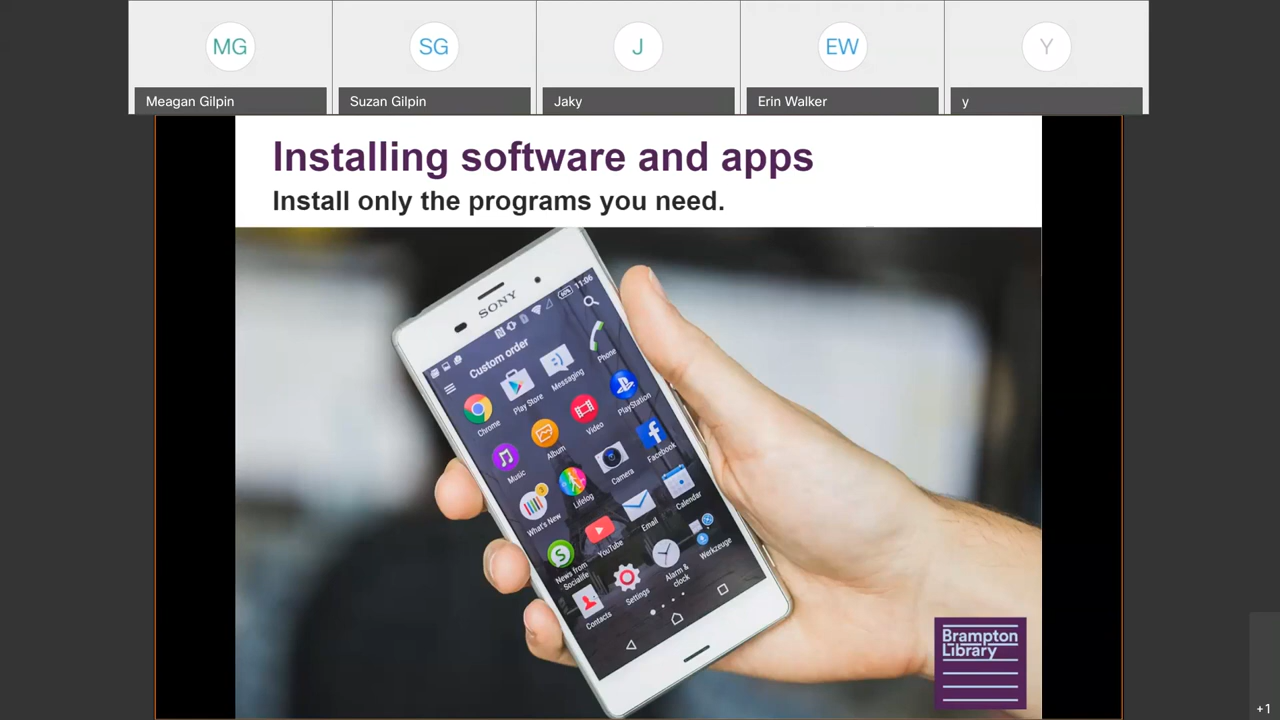 MG
SG
J
EW
Y
Meagan Gilpin
Suzan Gilpin
Jaky
Erin Walker
y
Installing software and apps
Install only the programs you need.
SONY
11:06
Custom order
Chrome
Play Store
Messaging
Phone
Music
Album
Video
PlayStation
What's New
Lifelog
Camera
Facebook
News from
Socialife
YouTube
Email
Calendar
Contacts
Settings
Alarm &
clock
Werkzeuge
Brampton
Library
+1